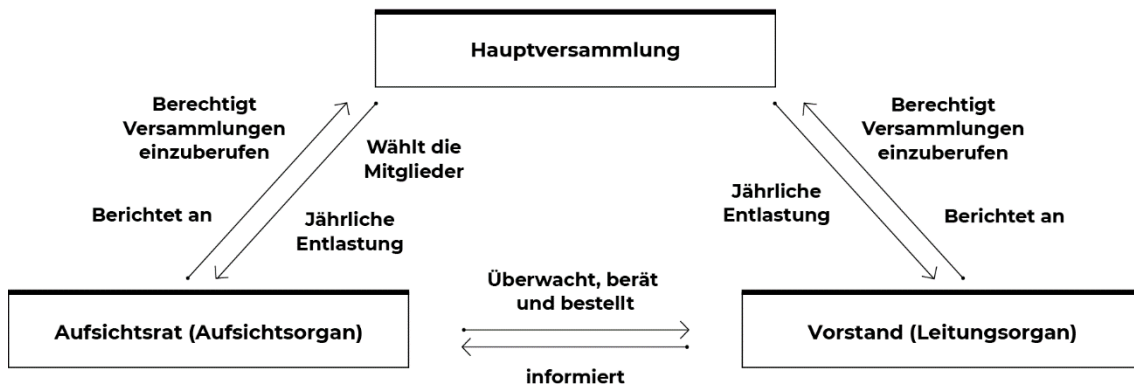 Hauptversammlung
Berechtigt
Versammlungen
einzuberufen
Berichtet an
Wählt die
Mitglieder
Jährliche
Entlastung
Jährliche
Entlastung
Berechtigt
Versammlungen
einzuberufen
Berichtet an
Aufsichtsrat (Aufsichtsorgan)
Überwacht, berät
und bestellt
informiert
Vorstand (Leitungsorgan)